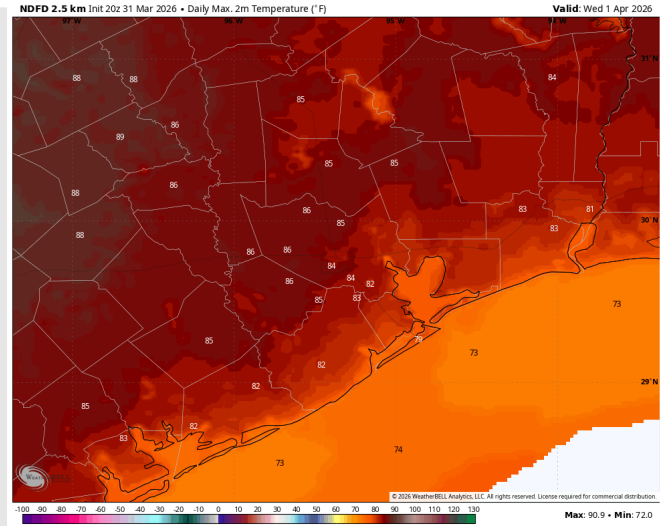 NDFD 2.5 km Init 20z 31 Mar 2026 • Daily Max. 2m Temperature (°F)
Valid: Wed 1 Apr 2026
97°W 96°W 95°W 94°W
31°N
88 88 84
85
86
89
85 85
86
88
86 83 81
85 30°N
88 83
86 86
84
86 84 82
85 83
73
85 79
73
82
82 29°N
85
82
83
74
73
WeatherBELL
© 2026 WeatherBELL Analytics, LLC. All rights reserved. License required for commercial distribution.
-100 -90 -80 -70 -60 -50 -40 -30 -20 -10 0 10 20 30 40 50 60 70 80 90 100 110 120 130
Max: 90.9 • Min: 72.0